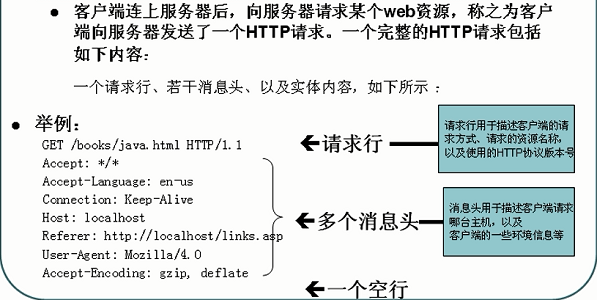 ● 客户端连上服务器后，向服务器请求某个web资源，称之为客户
端向服务器发送了一个HTTP请求。一个完整的HTTP请求包括
如下内容：
一个请求行、若干消息头、以及实体内容，如下所示：
● 举例：
GET /books/java.html HTTP/1.1
Accept: */*
Accept-Language: en-us
Connection: Keep-Alive
Host: localhost
Referer: http://localhost/links.asp
User-Agent: Mozilla/4.0
Accept-Encoding: gzip, deflate
←请求行
请求行用于描述客户端的请
求方式、请求的资源名称，
以及使用的HTTP协议版本号
←多个消息头
消息头用于描述客户端请求
哪台主机，以及
客户端的一些环境信息等
←一个空行